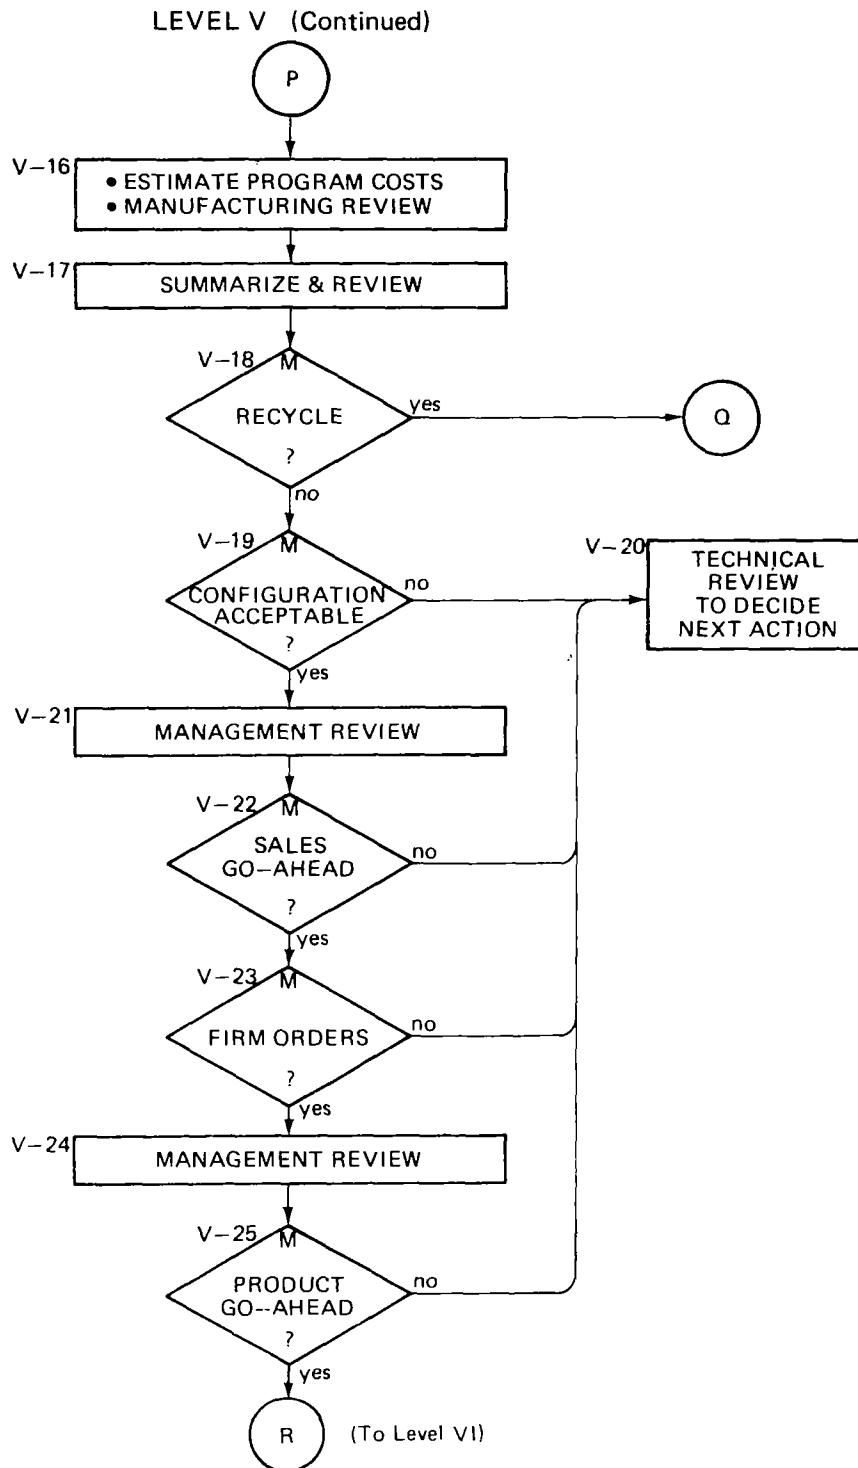 LEVEL V (Continued)
P
V-16
• ESTIMATE PROGRAM COSTS
• MANUFACTURING REVIEW
V-17
SUMMARIZE & REVIEW
V-18
M
RECYCLE
?
yes
Q
no
V-19
M
CONFIGURATION
ACCEPTABLE
?
no
V-20
TECHNICAL
REVIEW
TO DECIDE
NEXT ACTION
yes
V-21
MANAGEMENT REVIEW
V-22
M
SALES
GO-AHEAD
?
no
yes
V-23
M
FIRM ORDERS
?
no
yes
V-24
MANAGEMENT REVIEW
V-25
M
PRODUCT
GO--AHEAD
?
no
yes
R
(To Level VI)